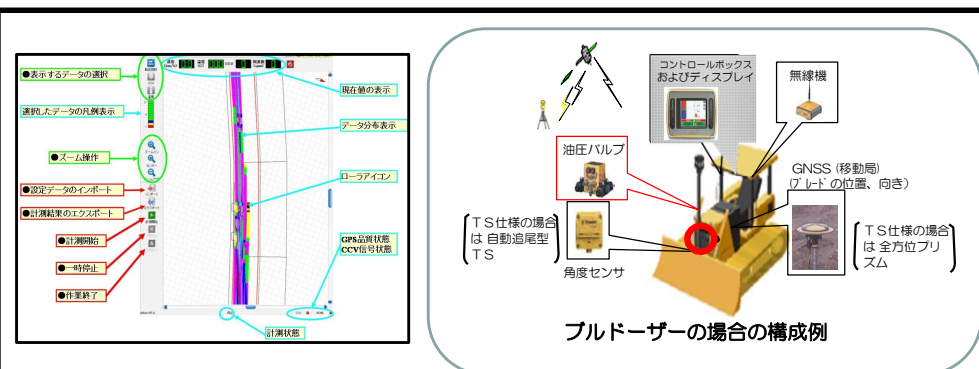 ●表示するデータの選択
選択したデータの凡例表示
●ズーム操作
●設定データのインポート
●計測結果のエクスポート
●計測開始
●一時停止
●作業終了
CCV
現在値の表示
データ分布表示
ローラアイコン
GPS品質状態
CCV信号状態
計測状態
コントロールボックス
およびディスプレイ
無線機
油圧バルブ
GNSS (移動局)
(ブレードの位置、向き)
TS仕様の場合
は 自動追尾型
TS
角度センサ
TS仕様の場合
は 全方位プリ
ズム
ブルドーザーの場合の構成例